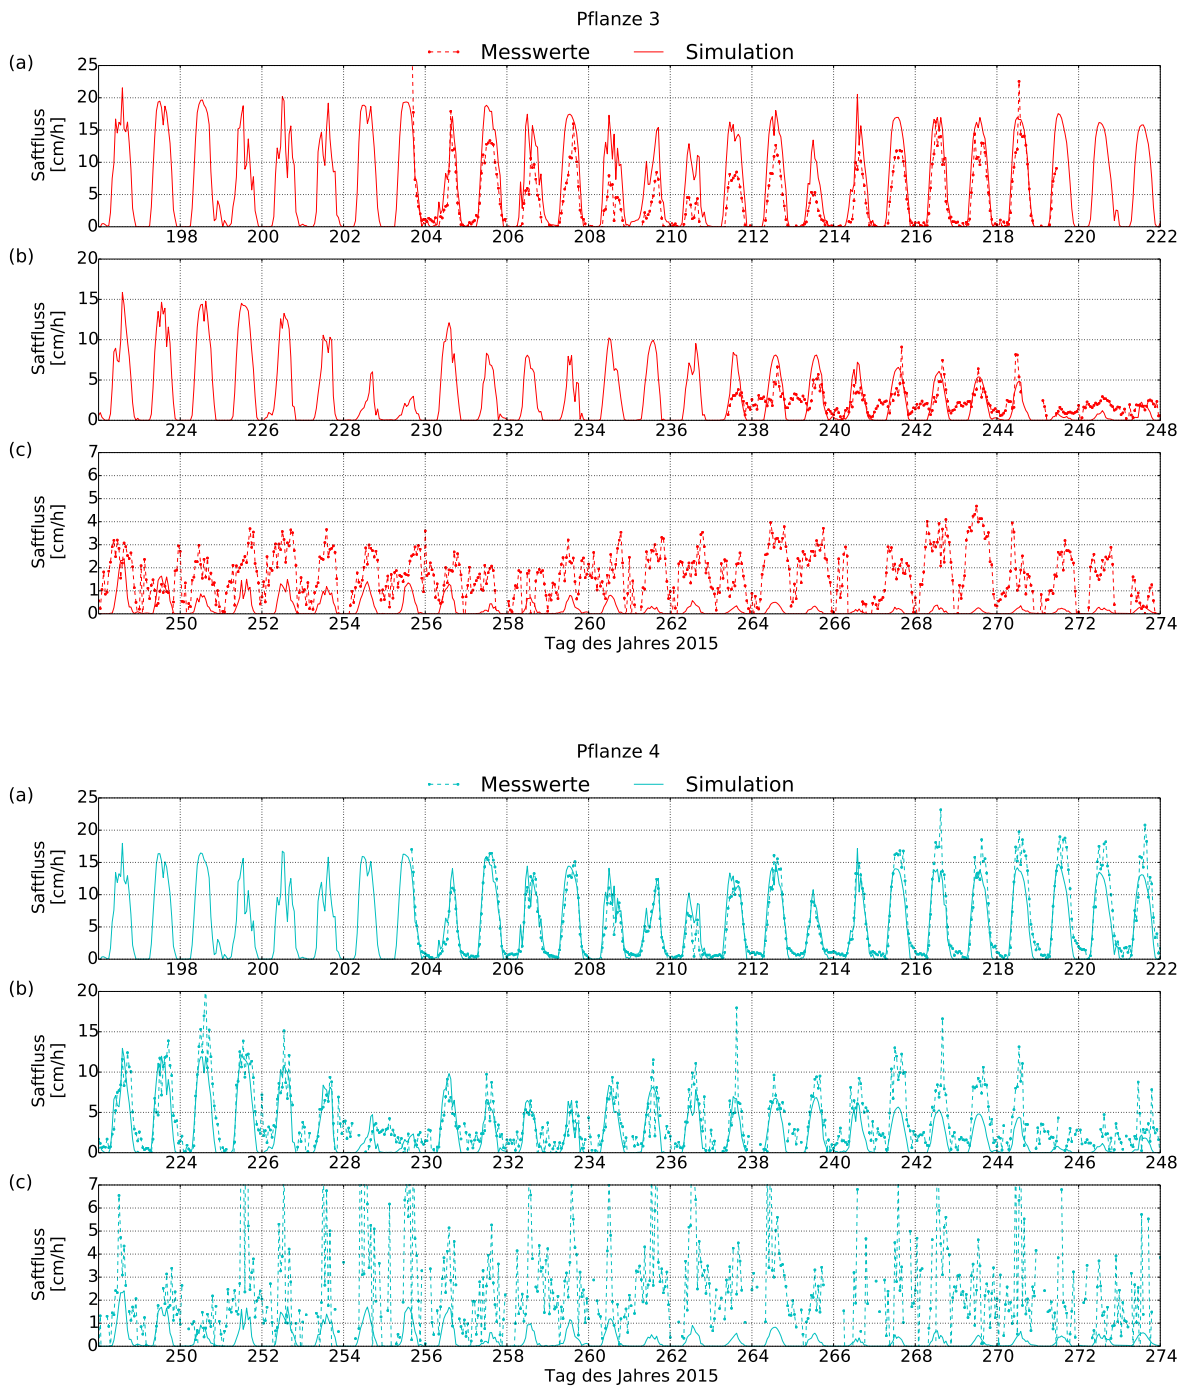 Pflanze 3
Messwerte Simulation
(a)
25
20
15
10
5
0
Saftfluss
[cm/h]
198 200 202 204 206 208 210 212 214 216 218 220 222
(b)
20
15
10
5
0
Saftfluss
[cm/h]
224 226 228 230 232 234 236 238 240 242 244 246 248
(c)
7
6
5
4
3
2
1
0
Saftfluss
[cm/h]
250 252 254 256 258 260 262 264 266 268 270 272 274
Tag des Jahres 2015
Pflanze 4
Messwerte Simulation
(a)
25
20
15
10
5
0
Saftfluss
[cm/h]
198 200 202 204 206 208 210 212 214 216 218 220 222
(b)
20
15
10
5
0
Saftfluss
[cm/h]
224 226 228 230 232 234 236 238 240 242 244 246 248
(c)
7
6
5
4
3
2
1
0
Saftfluss
[cm/h]
250 252 254 256 258 260 262 264 266 268 270 272 274
Tag des Jahres 2015